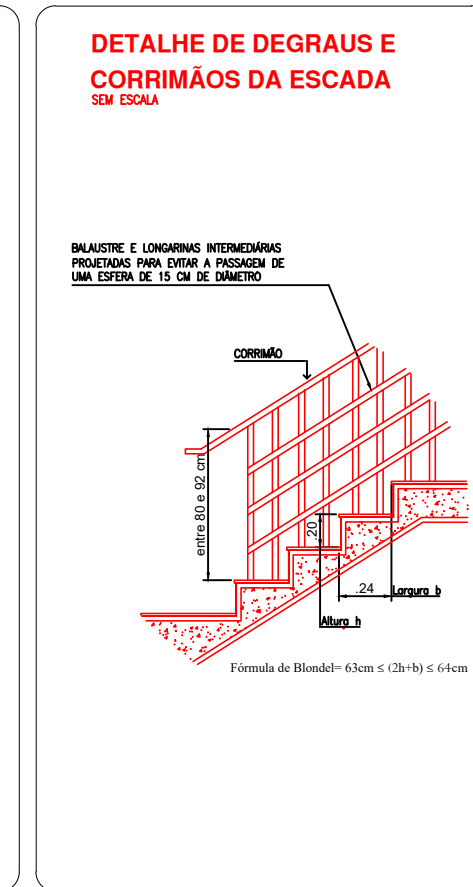 DETALHE DE DEGRAUS E
CORRIMÃOS DA ESCADA
SEM ESCALA
BALAUSTRE E LONGARINAS INTERMEDIÁRIAS
PROJETADAS PARA EVITAR A PASSAGEM DE
UMA ESFERA DE 15 CM DE DIÂMETRO
CORRIMÃO
entre 80 e 92 cm
.20
.24
Largura b
Altura h
Fórmula de Blondel= 63cm ≤ (2h+b) ≤ 64cm